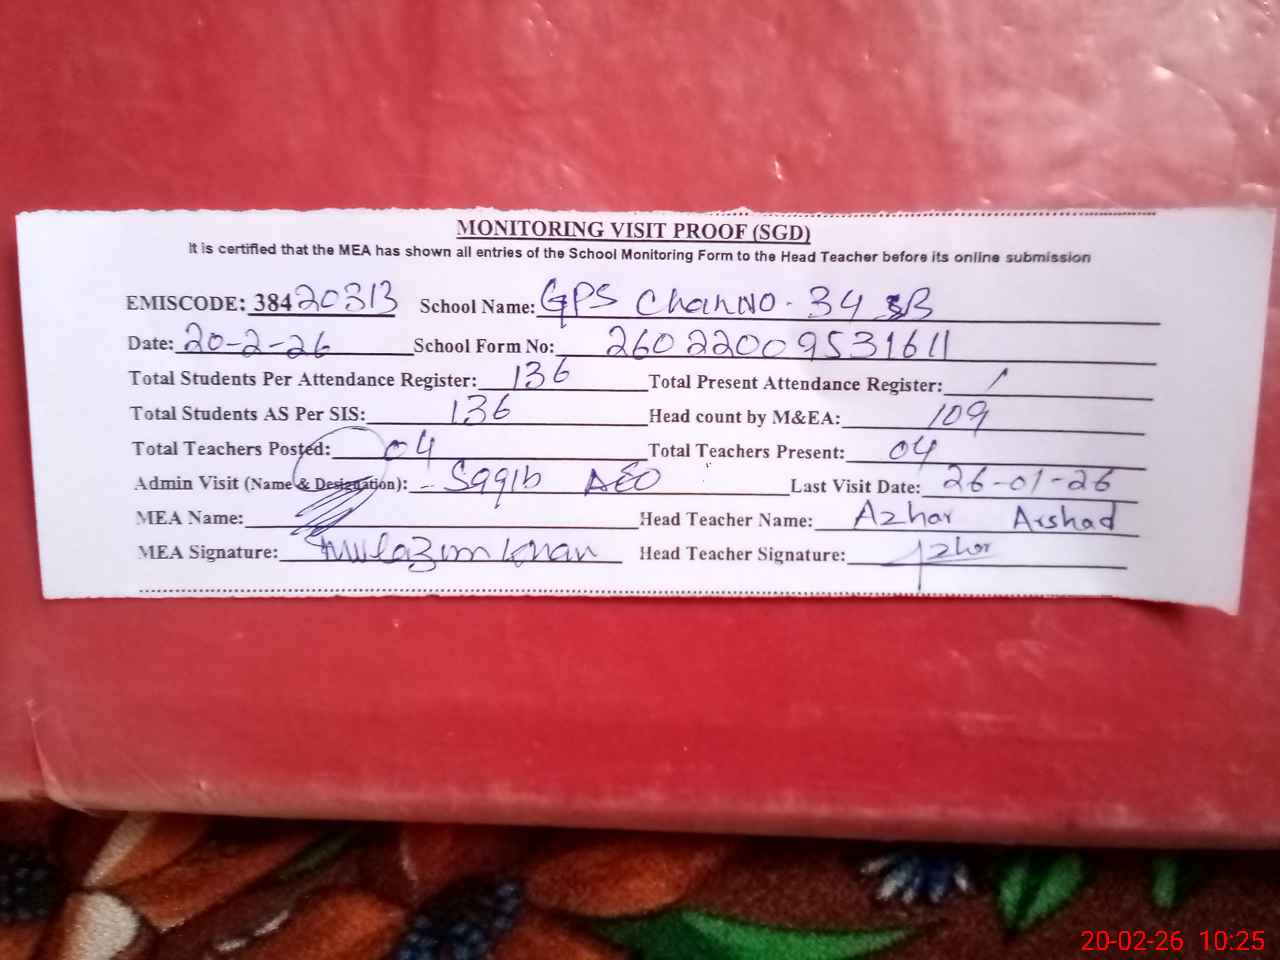 MONITORING VISIT PROOF (SGD)
It is certified that the MEA has shown all entries of the School Monitoring Form to the Head Teacher before its online submission
EMISCODE: 38420313 School Name: GPS Chak NO. 34 SB
Date: 20-2-26 School Form No: 26022009531611
Total Students Per Attendance Register: 136 Total Present Attendance Register: /
Total Students AS Per SIS: 136 Head count by M&EA: 109
Total Teachers Posted: 04 Total Teachers Present: 04
Admin Visit (Name & Designation): - Saqib AEO Last Visit Date: 26-01-26
MEA Name: Head Teacher Name: Azhar Arshad
MEA Signature: Mulazim khan Head Teacher Signature: Azhar
20-02-26 10:25